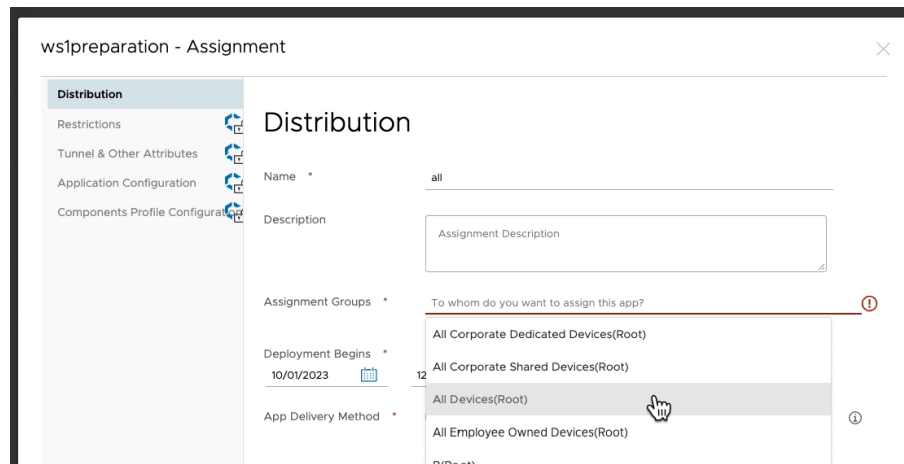 ws1preparation - Assignment
Distribution
Restrictions
Tunnel & Other Attributes
Application Configuration
Components Profile Configuration
Distribution
Name *
all
Description
Assignment Description
Assignment Groups *
To whom do you want to assign this app?
All Corporate Dedicated Devices(Root)
All Corporate Shared Devices(Root)
All Devices(Root)
All Employee Owned Devices(Root)
Deployment Begins *
10/01/2023
12
App Delivery Method *